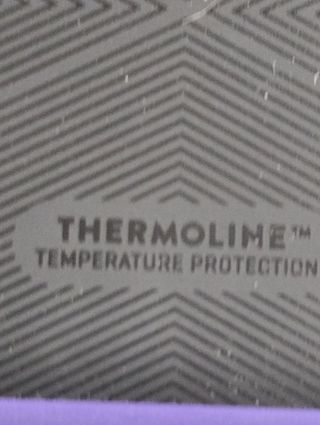 THERMOLINE™
TEMPERATURE PROTECTION